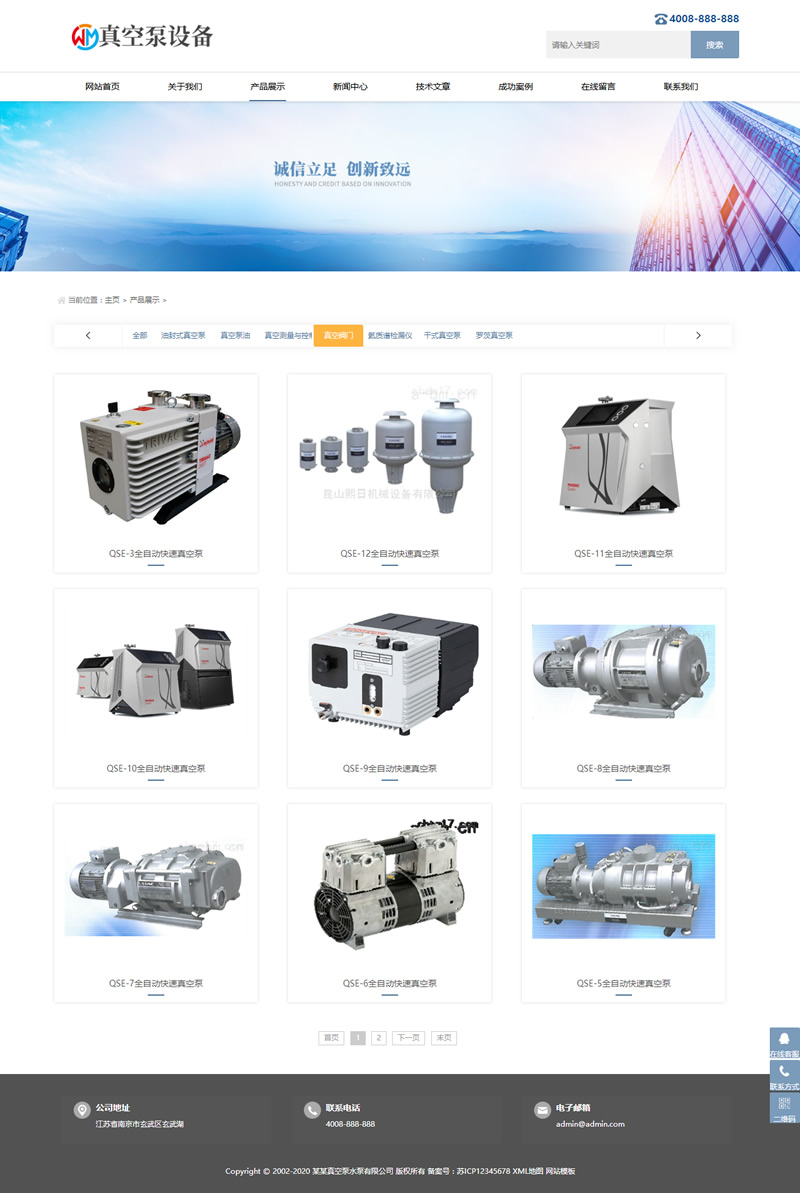 4008-888-888
WM真空泵设备
请输入关键词
搜索
网站首页 关于我们 产品展示 新闻中心 技术文章 成功案例 在线留言 联系我们
诚信立足 创新致远
HONESTY AND CREDIT BASED ON INNOVATION
当前位置：主页 > 产品展示 >
全部 油封式真空泵 真空泵油 真空测量与控制 真空阀门 氦质谱检漏仪 干式真空泵 罗茨真空泵
TRIVAC
昆山熙日机械设备有限
QSE-3全自动快速真空泵 QSE-12全自动快速真空泵 QSE-11全自动快速真空泵
QSE-10全自动快速真空泵 QSE-9全自动快速真空泵 QSE-8全自动快速真空泵
QSE-7全自动快速真空泵 QSE-6全自动快速真空泵 QSE-5全自动快速真空泵
首页 1 2 下一页 末页
在线客服
联系方式
二维码
公司地址
江苏省南京市玄武区玄武湖
联系电话
4008-888-888
电子邮箱
admin@admin.com
Copyright © 2002-2020 某某真空泵水泵有限公司 版权所有 备案号：苏ICP12345678 XML地图 网站模板